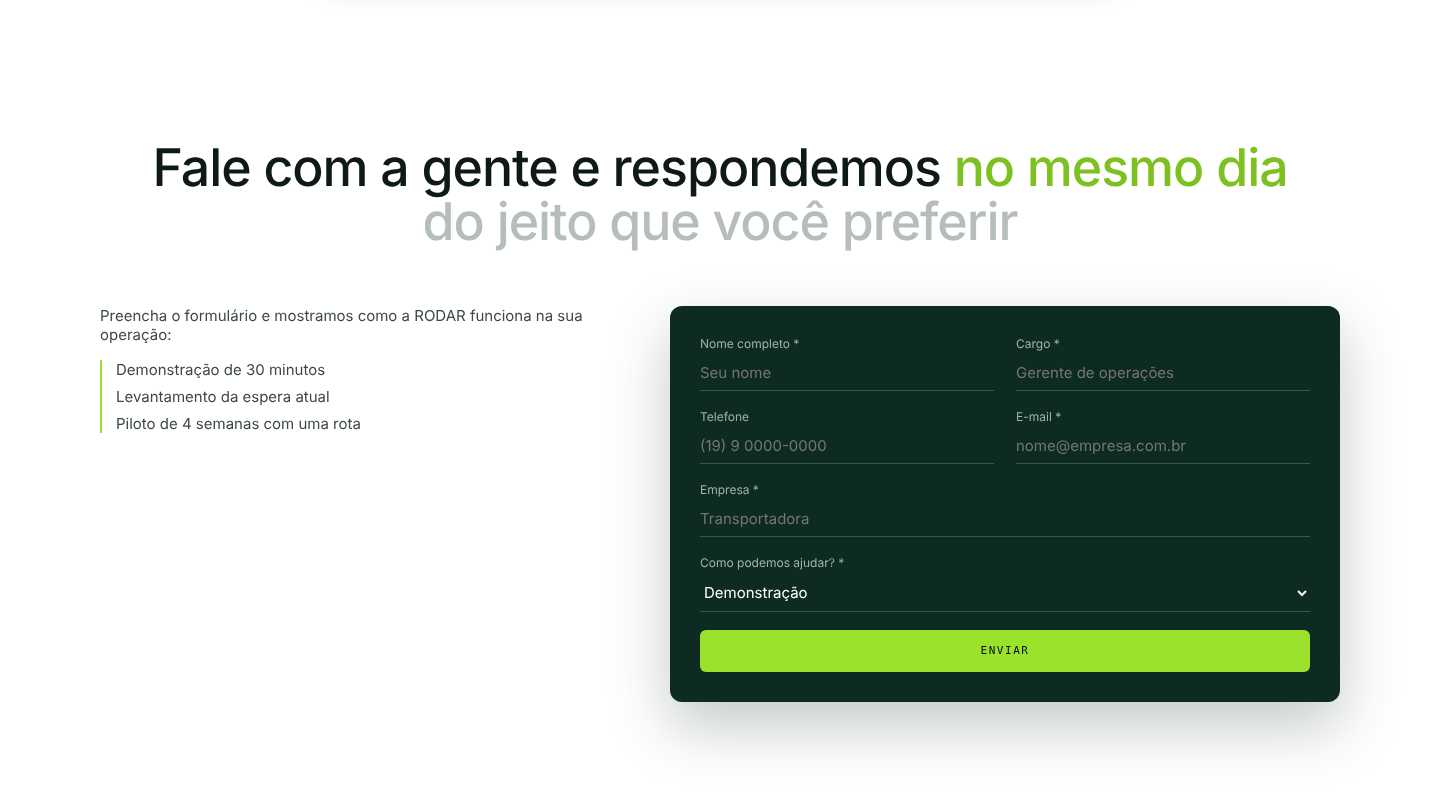 Fale com a gente e respondemos no mesmo dia
do jeito que você preferir
Preencha o formulário e mostramos como a RODAR funciona na sua
operação:
Demonstração de 30 minutos
Levantamento da espera atual
Piloto de 4 semanas com uma rota
Nome completo *
Seu nome
Cargo *
Gerente de operações
Telefone
(19) 9 0000-0000
E-mail *
nome@empresa.com.br
Empresa *
Transportadora
Como podemos ajudar? *
Demonstração
ENVIAR